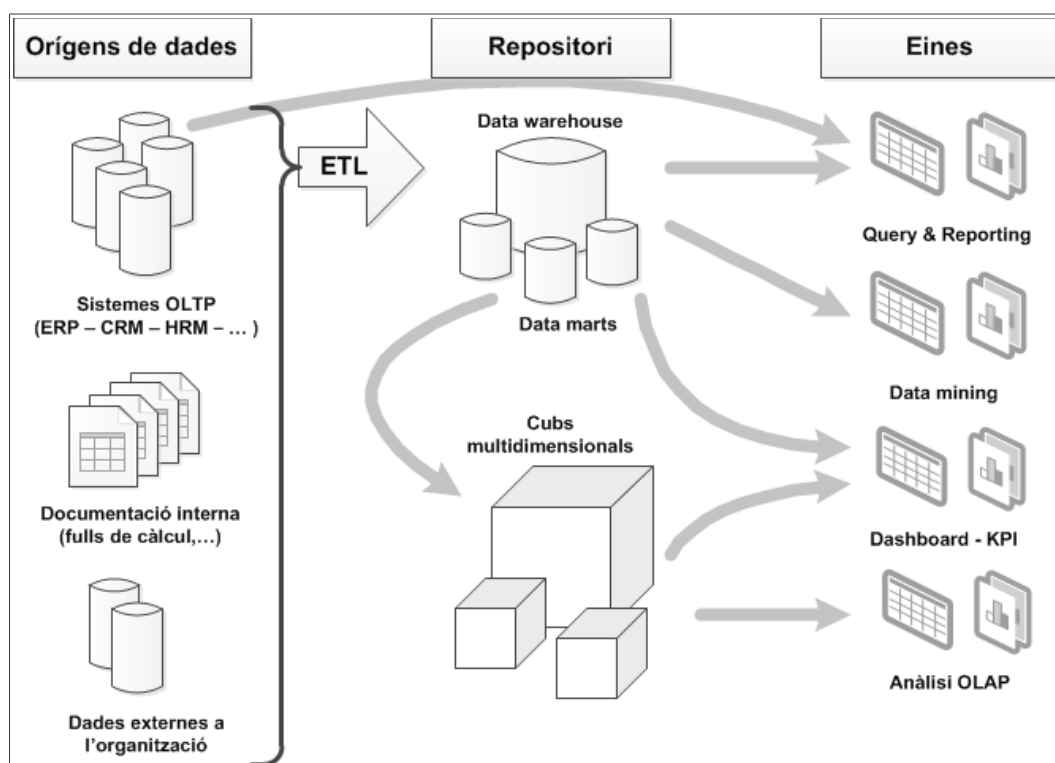 Orígens de dades
Repositori
Eines
ETL
Data warehouse
Data marts
Sistemes OLTP
(ERP – CRM – HRM – … )
Documentació interna
(fulls de càlcul,…)
Dades externes a
l’organització
Cubs
multidimensionals
Query & Reporting
Data mining
Dashboard - KPI
Anàlisi OLAP